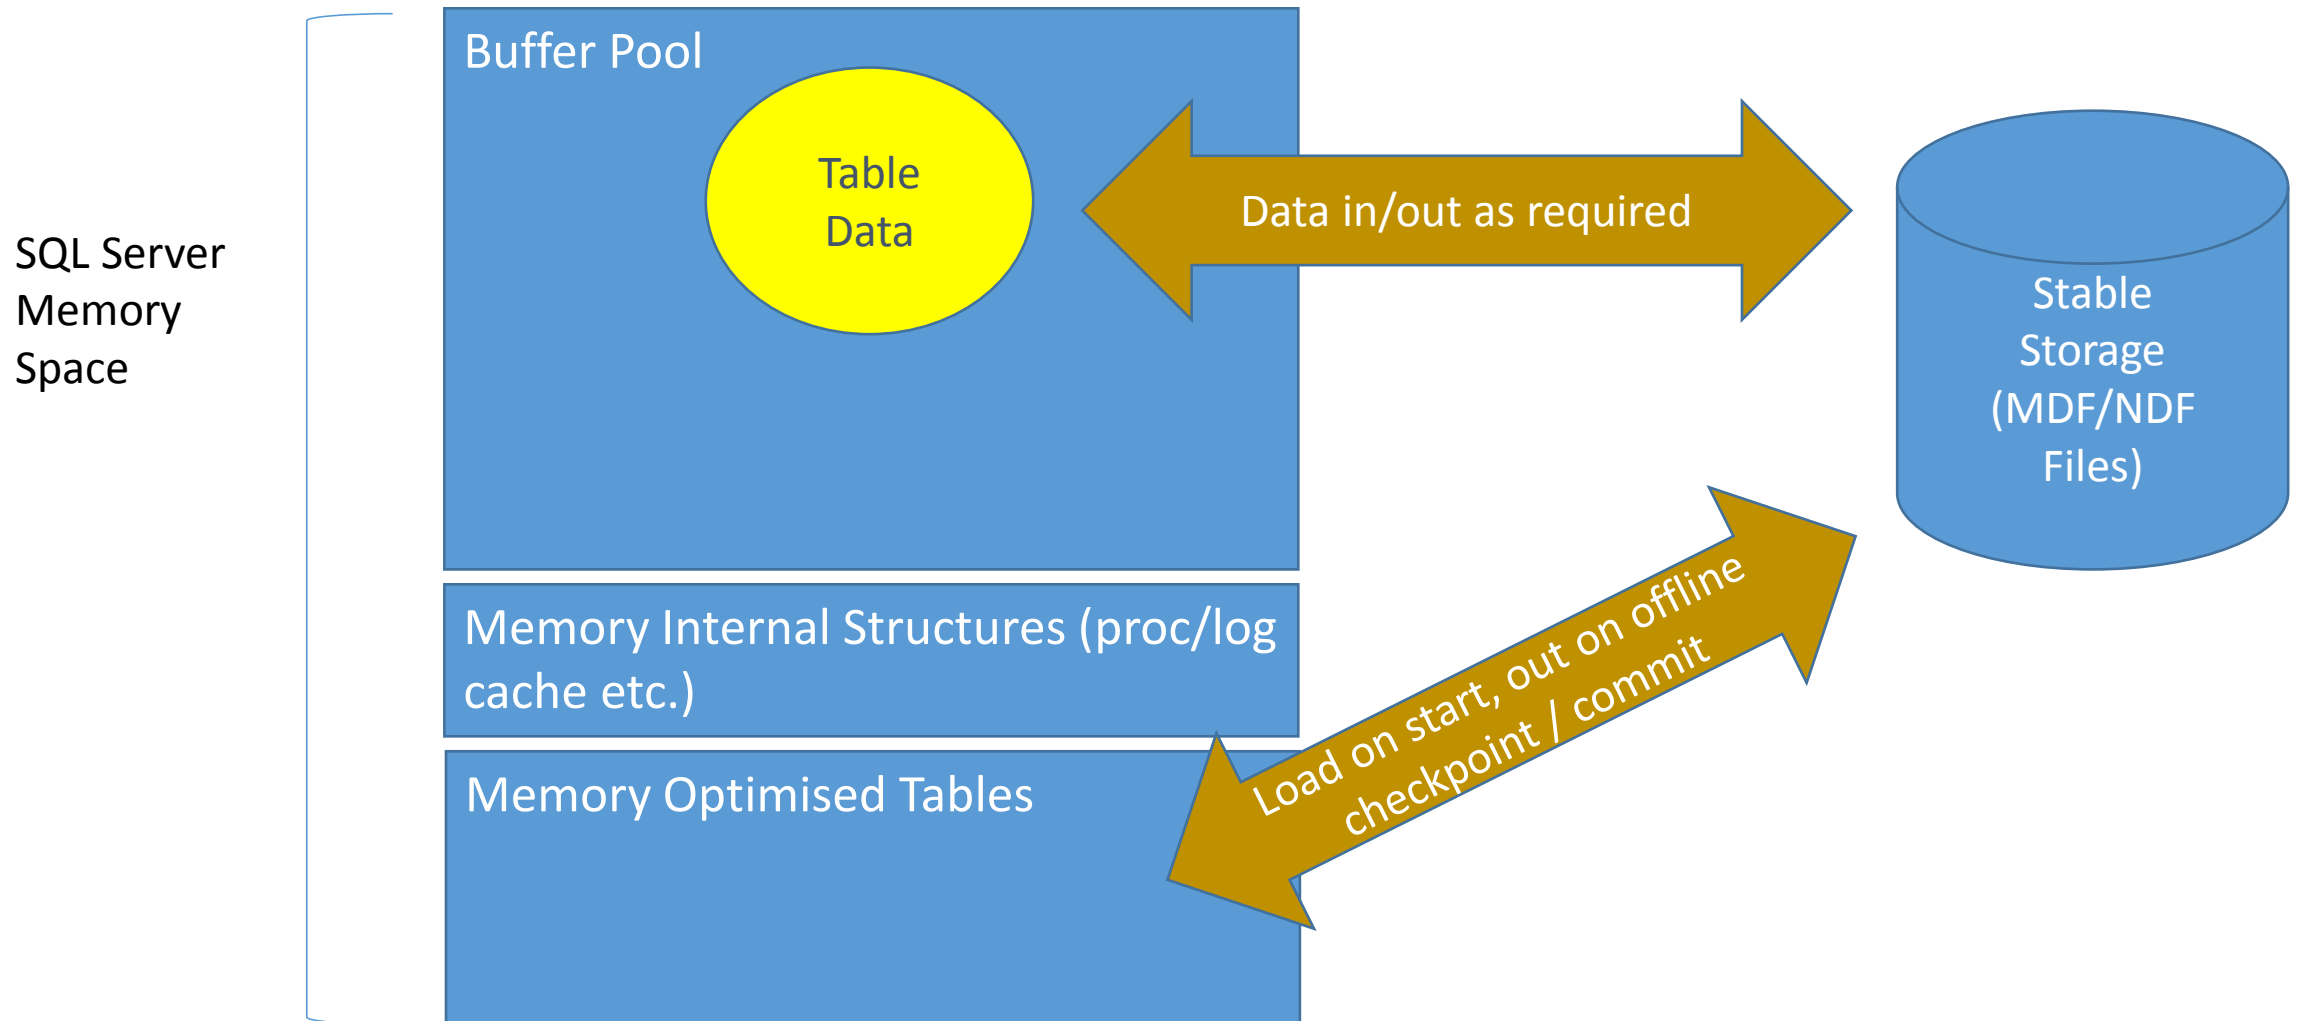 SQL Server
Memory
Space
Buffer Pool
Table
Data
Data in/out as required
Stable
Storage
(MDF/NDF
Files)
Memory Internal Structures (proc/log
cache etc.)
Memory Optimised Tables
Load on start, out on offline
checkpoint / commit